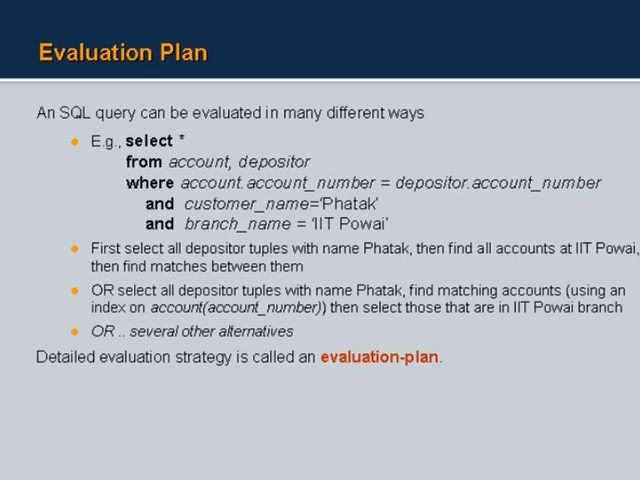 Evaluation Plan
An SQL query can be evaluated in many different ways
E.g., select *
from account, depositor
where account.account_number = depositor.account_number
and customer_name='Phatak'
and branch_name = 'IIT Powai'
First select all depositor tuples with name Phatak, then find all accounts at IIT Powai,
then find matches between them
OR select all depositor tuples with name Phatak, find matching accounts (using an
index on account(account_number)) then select those that are in IIT Powai branch
OR .. several other alternatives
Detailed evaluation strategy is called an evaluation-plan.